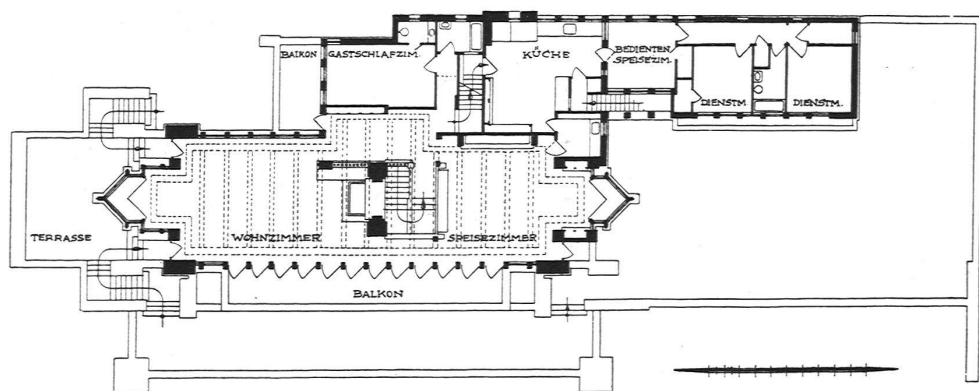 BALKON
GASTSCHLAFZIM.
KÜCHE
BEDIENTEN
SPEISEZIM.
DIENSTM.
DIENSTM.
TERRASSE
WOHNZIMMER
SPEISEZIMMER
BALKON